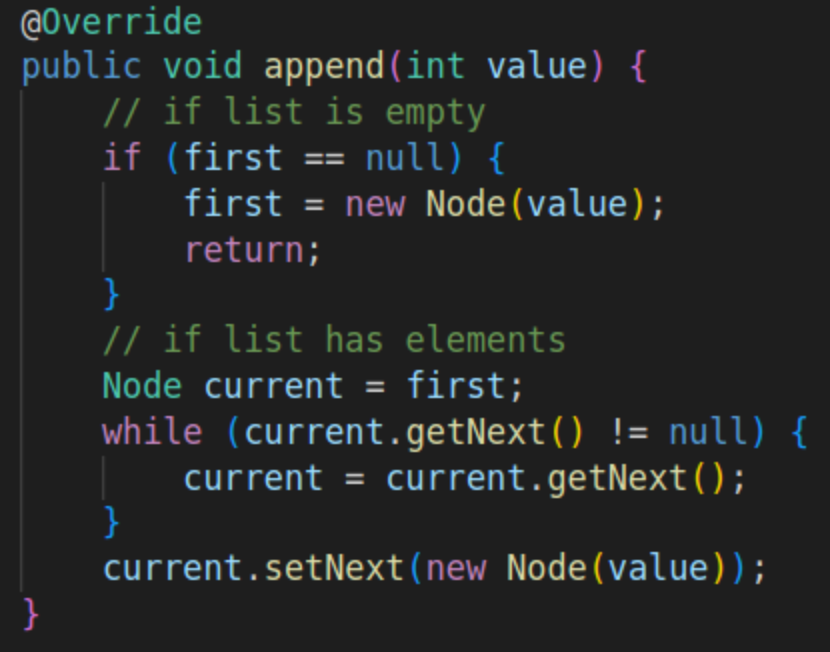 @Override
public void append(int value) {
    // if list is empty
    if (first == null) {
        first = new Node(value);
        return;
    }
    // if list has elements
    Node current = first;
    while (current.getNext() != null) {
        current = current.getNext();
    }
    current.setNext(new Node(value));
}